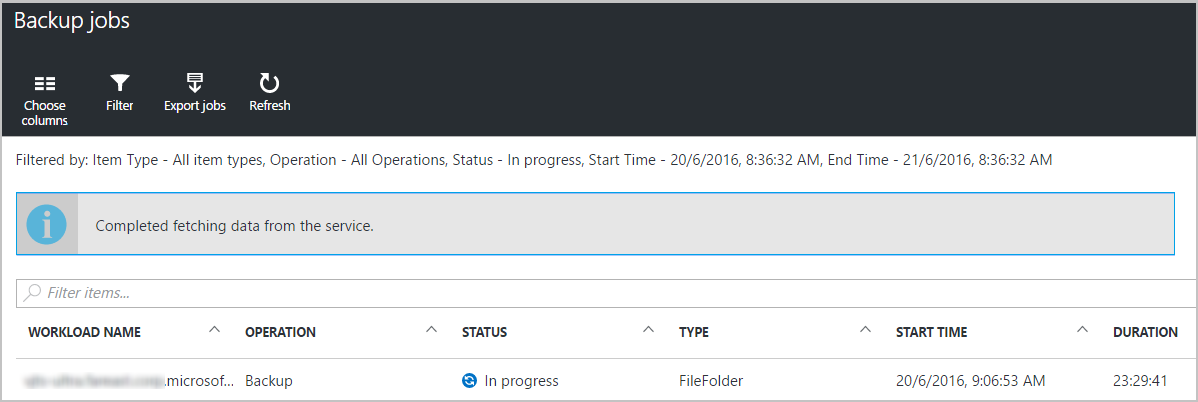 Backup jobs
Choose columns
Filter
Export jobs
Refresh
Filtered by: Item Type - All item types, Operation - All Operations, Status - In progress, Start Time - 20/6/2016, 8:36:32 AM, End Time - 21/6/2016, 8:36:32 AM
Completed fetching data from the service.
Filter items...
WORKLOAD NAME OPERATION STATUS TYPE START TIME DURATION
.microsof... Backup In progress FileFolder 20/6/2016, 9:06:53 AM 23:29:41